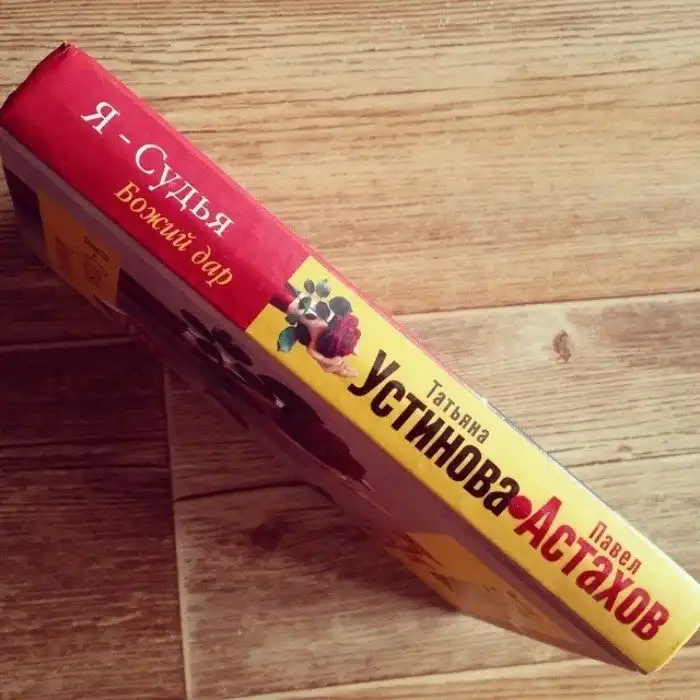 Я - Судья
Божий дар
Татьяна
Устинова
Павел
Астахов